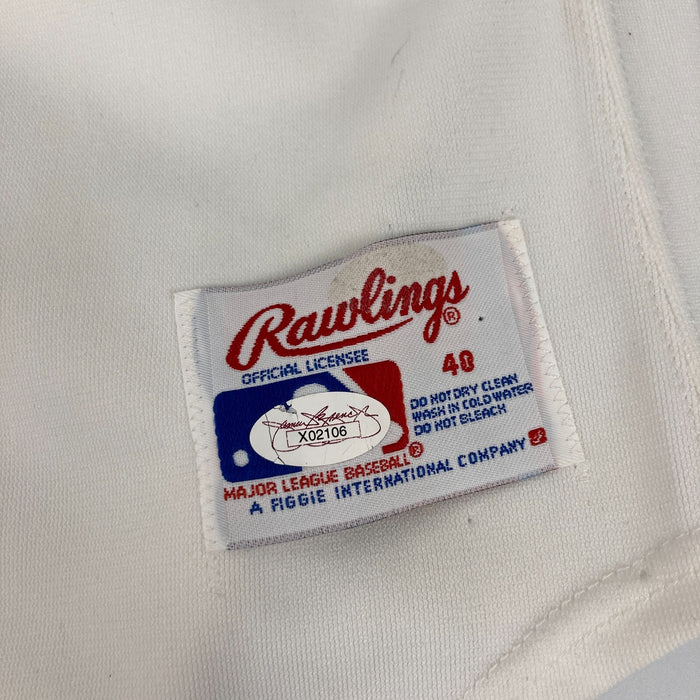 Rawlings ®
OFFICIAL LICENSEE
40
DO NOT DRY CLEAN
WASH IN COLD WATER
DO NOT BLEACH
X02106
MAJOR LEAGUE BASEBALL ®
A FIGGIE INTERNATIONAL COMPANY